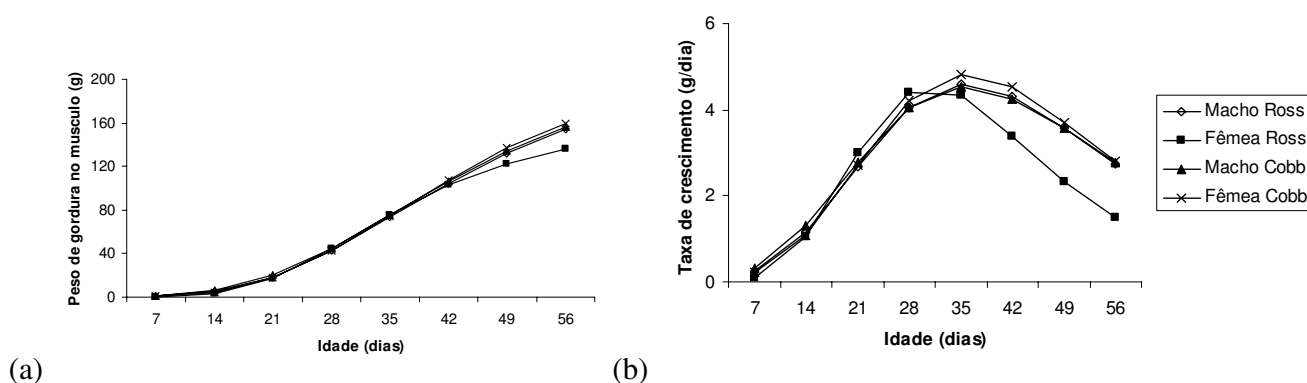 Peso de gordura no musculo (g)
200
160
120
80
40
0
7 14 21 28 35 42 49 56
Idade (dias)
(a)
Taxa de crescimento (g/dia)
6
4
2
0
7 14 21 28 35 42 49 56
Idade (dias)
(b)
Macho Ross
Fêmea Ross
Macho Cobb
Fêmea Cobb